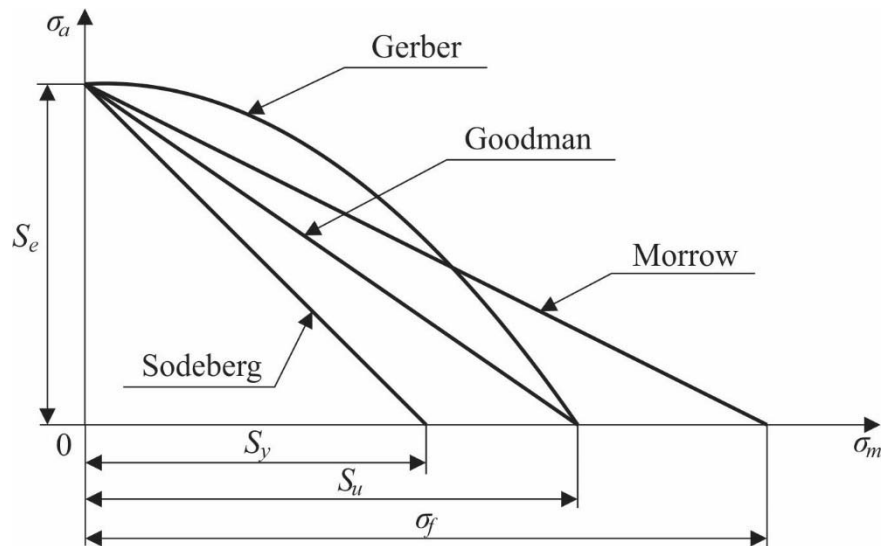 σa
Gerber
Goodman
Se
Morrow
Sodeberg
0
Sy
σm
Su
σf